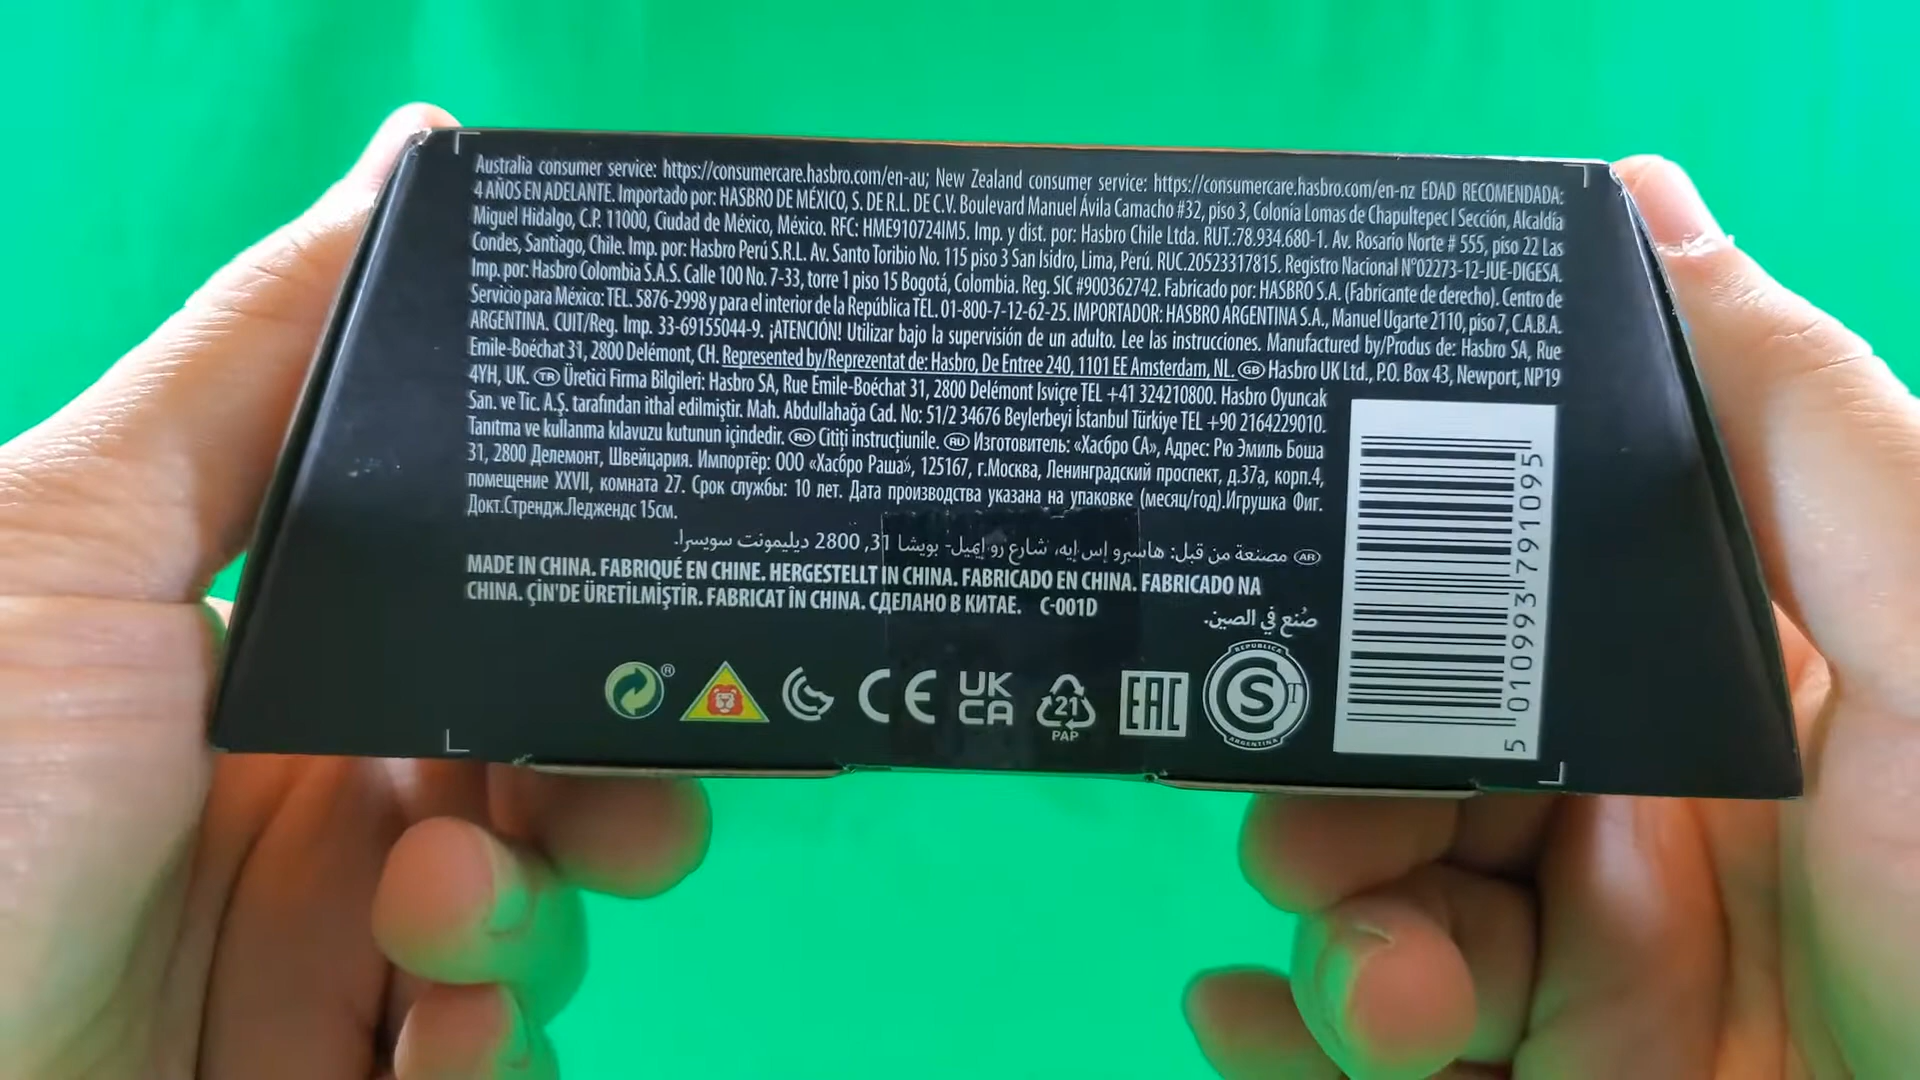 Australia consumer service: https://consumercare.hasbro.com/en-au; New Zealand consumer service: https://consumercare.hasbro.com/en-nz EDAD RECOMENDADA:
4 AÑOS EN ADELANTE. Importado por: HASBRO DE MÉXICO, S. DE R.L. DE C.V. Boulevard Manuel Ávila Camacho #32, piso 3, Colonia Lomas de Chapultepec I Sección, Alcaldía
Miguel Hidalgo, C.P. 11000, Ciudad de México, México. RFC: HME910724IM5. Imp. y dist. por: Hasbro Chile Ltda. RUT.:78.934.680-1. Av. Rosario Norte # 555, piso 22 Las
Condes, Santiago, Chile. Imp. por: Hasbro Perú S.R.L. Av. Santo Toribio No. 115 piso 3 San Isidro, Lima, Perú. RUC.20523317815. Registro Nacional N°02273-12-JUE-DIGESA.
Imp. por: Hasbro Colombia S.A.S. Calle 100 No. 7-33, torre 1 piso 15 Bogotá, Colombia. Reg. SIC #900362742. Fabricado por: HASBRO S.A. (Fabricante de derecho). Centro de
Servicio para México: TEL. 5876-2998 y para el interior de la República TEL. 01-800-7-12-62-25. IMPORTADOR: HASBRO ARGENTINA S.A., Manuel Ugarte 2110, piso 7, C.A.B.A.
ARGENTINA. CUIT/Reg. Imp. 33-69155044-9. ¡ATENCIÓN! Utilizar bajo la supervisión de un adulto. Lee las instrucciones. Manufactured by/Produs de: Hasbro SA, Rue
Emile-Boéchat 31, 2800 Delémont, CH. Represented by/Reprezentat de: Hasbro, De Entree 240, 1101 EE Amsterdam, NL. GB Hasbro UK Ltd., P.O. Box 43, Newport, NP19
4YH, UK. TR Üretici Firma Bilgileri: Hasbro SA, Rue Emile-Boéchat 31, 2800 Delémont Isviçre TEL +41 324210800. Hasbro Oyuncak
San. ve Tic. A.Ş. tarafından ithal edilmiştir. Mah. Abdullahağa Cad. No: 51/2 34676 Beylerbeyi İstanbul Türkiye TEL +90 2164229010.
Tanıtma ve kullanma kılavuzu kutunun içindedir. RO Citiți instrucțiunile. RU Изготовитель: «Хасбро СА», Адрес: Рю Эмиль Боша
31, 2800 Делемонт, Швейцария. Импортёр: ООО «Хасбро Раша», 125167, г.Москва, Ленинградский проспект, д.37а, корп.4,
помещение XXVII, комната 27. Срок службы: 10 лет. Дата производства указана на упаковке (месяц/год).Игрушка Фиг.
Докт.Стрендж.Леджендс 15см.
AR مصنعة من قبل: هاسبرو إس إيه، شارع رو إيميل- بويشا 31, 2800 ديليمونت سويسرا.
MADE IN CHINA. FABRIQUÉ EN CHINE. HERGESTELLT IN CHINA. FABRICADO EN CHINA. FABRICADO NA
CHINA. ÇİN'DE ÜRETİLMİŞTİR. FABRICAT ÎN CHINA. СДЕЛАНО В КИТАЕ. C-001D
صُنع في الصين.
® CE UK CA 21 PAP EAC REPUBLICA S T ARGENTINA
5 010993 791095